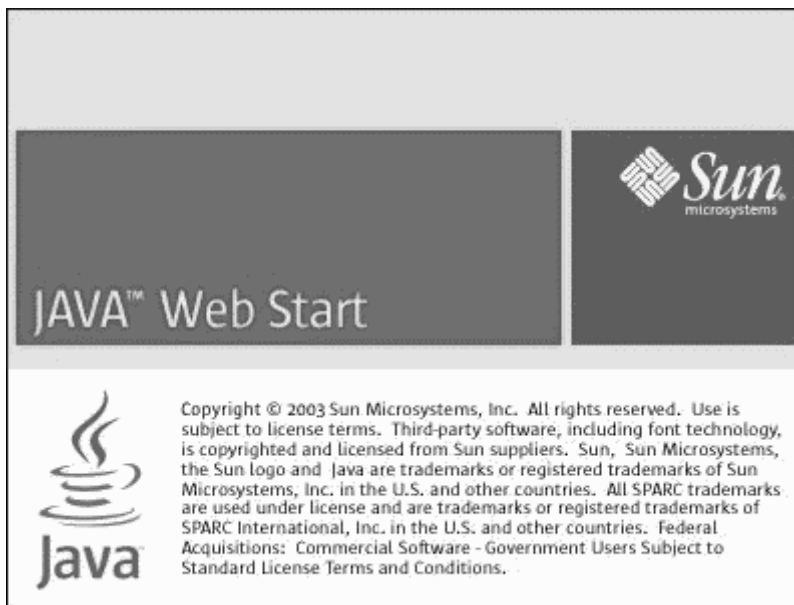 Sun
microsystems
JAVA™ Web Start
Copyright © 2003 Sun Microsystems, Inc. All rights reserved. Use is
subject to license terms. Third-party software, including font technology,
is copyrighted and licensed from Sun suppliers. Sun, Sun Microsystems,
the Sun logo and Java are trademarks or registered trademarks of Sun
Microsystems, Inc. in the U.S. and other countries. All SPARC trademarks
are used under license and are trademarks or registered trademarks of
SPARC International, Inc. in the U.S. and other countries. Federal
Acquisitions: Commercial Software - Government Users Subject to
Standard License Terms and Conditions.
Java